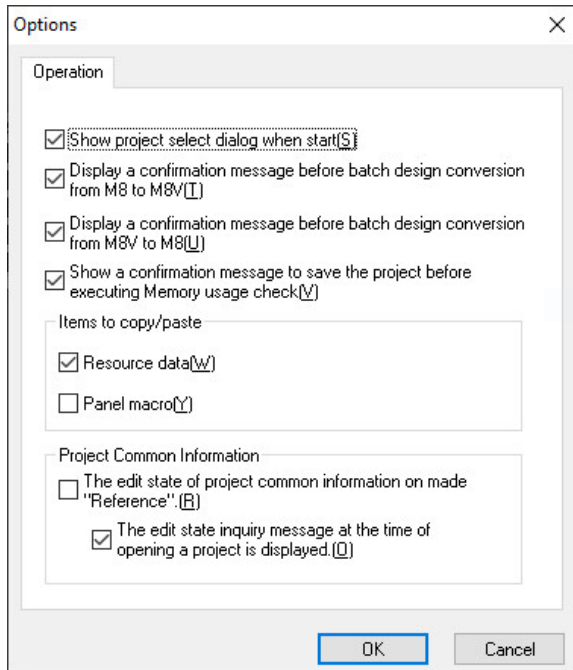 Options
Operation
Show project select dialog when start(S)
Display a confirmation message before batch design conversion
from M8 to M8V(T)
Display a confirmation message before batch design conversion
from M8V to M8(U)
Show a confirmation message to save the project before
executing Memory usage check(V)
Items to copy/paste
Resource data(W)
Panel macro(Y)
Project Common Information
The edit state of project common information on made
"Reference".(R)
The edit state inquiry message at the time of
opening a project is displayed.(O)
OK
Cancel